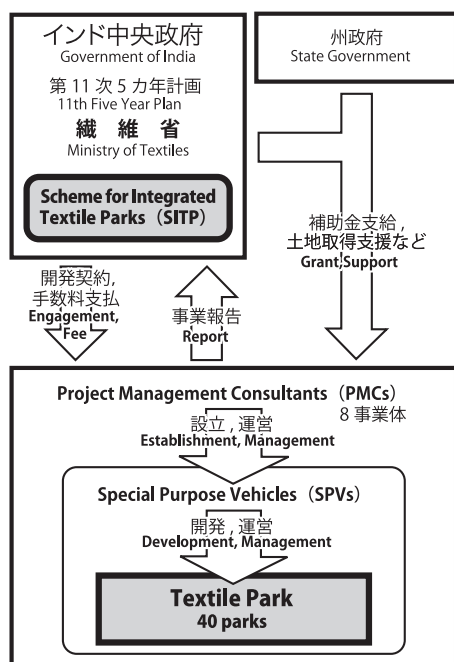 インド中央政府
Government of India
第 11 次 5 カ年計画
11th Five Year Plan
繊 維 省
Ministry of Textiles
Scheme for Integrated
Textile Parks（SITP）
州政府
State Government
補助金支給 ,
土地取得支援など
Grant,Support
開発契約,
手数料支払
Engagement,
Fee
事業報告
Report
Project Management Consultants（PMCs）
8 事業体
設立 , 運営
Establishment, Management
Special Purpose Vehicles（SPVs）
開発 , 運営
Development, Management
Textile Park
40 parks